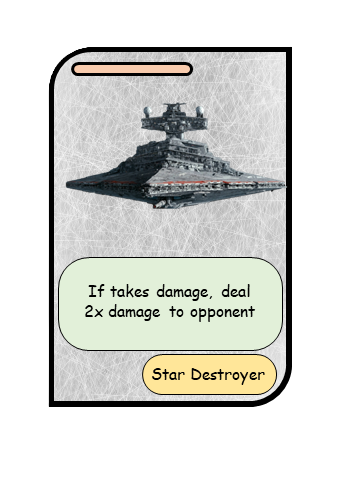 If takes damage, deal
2x damage to opponent
Star Destroyer